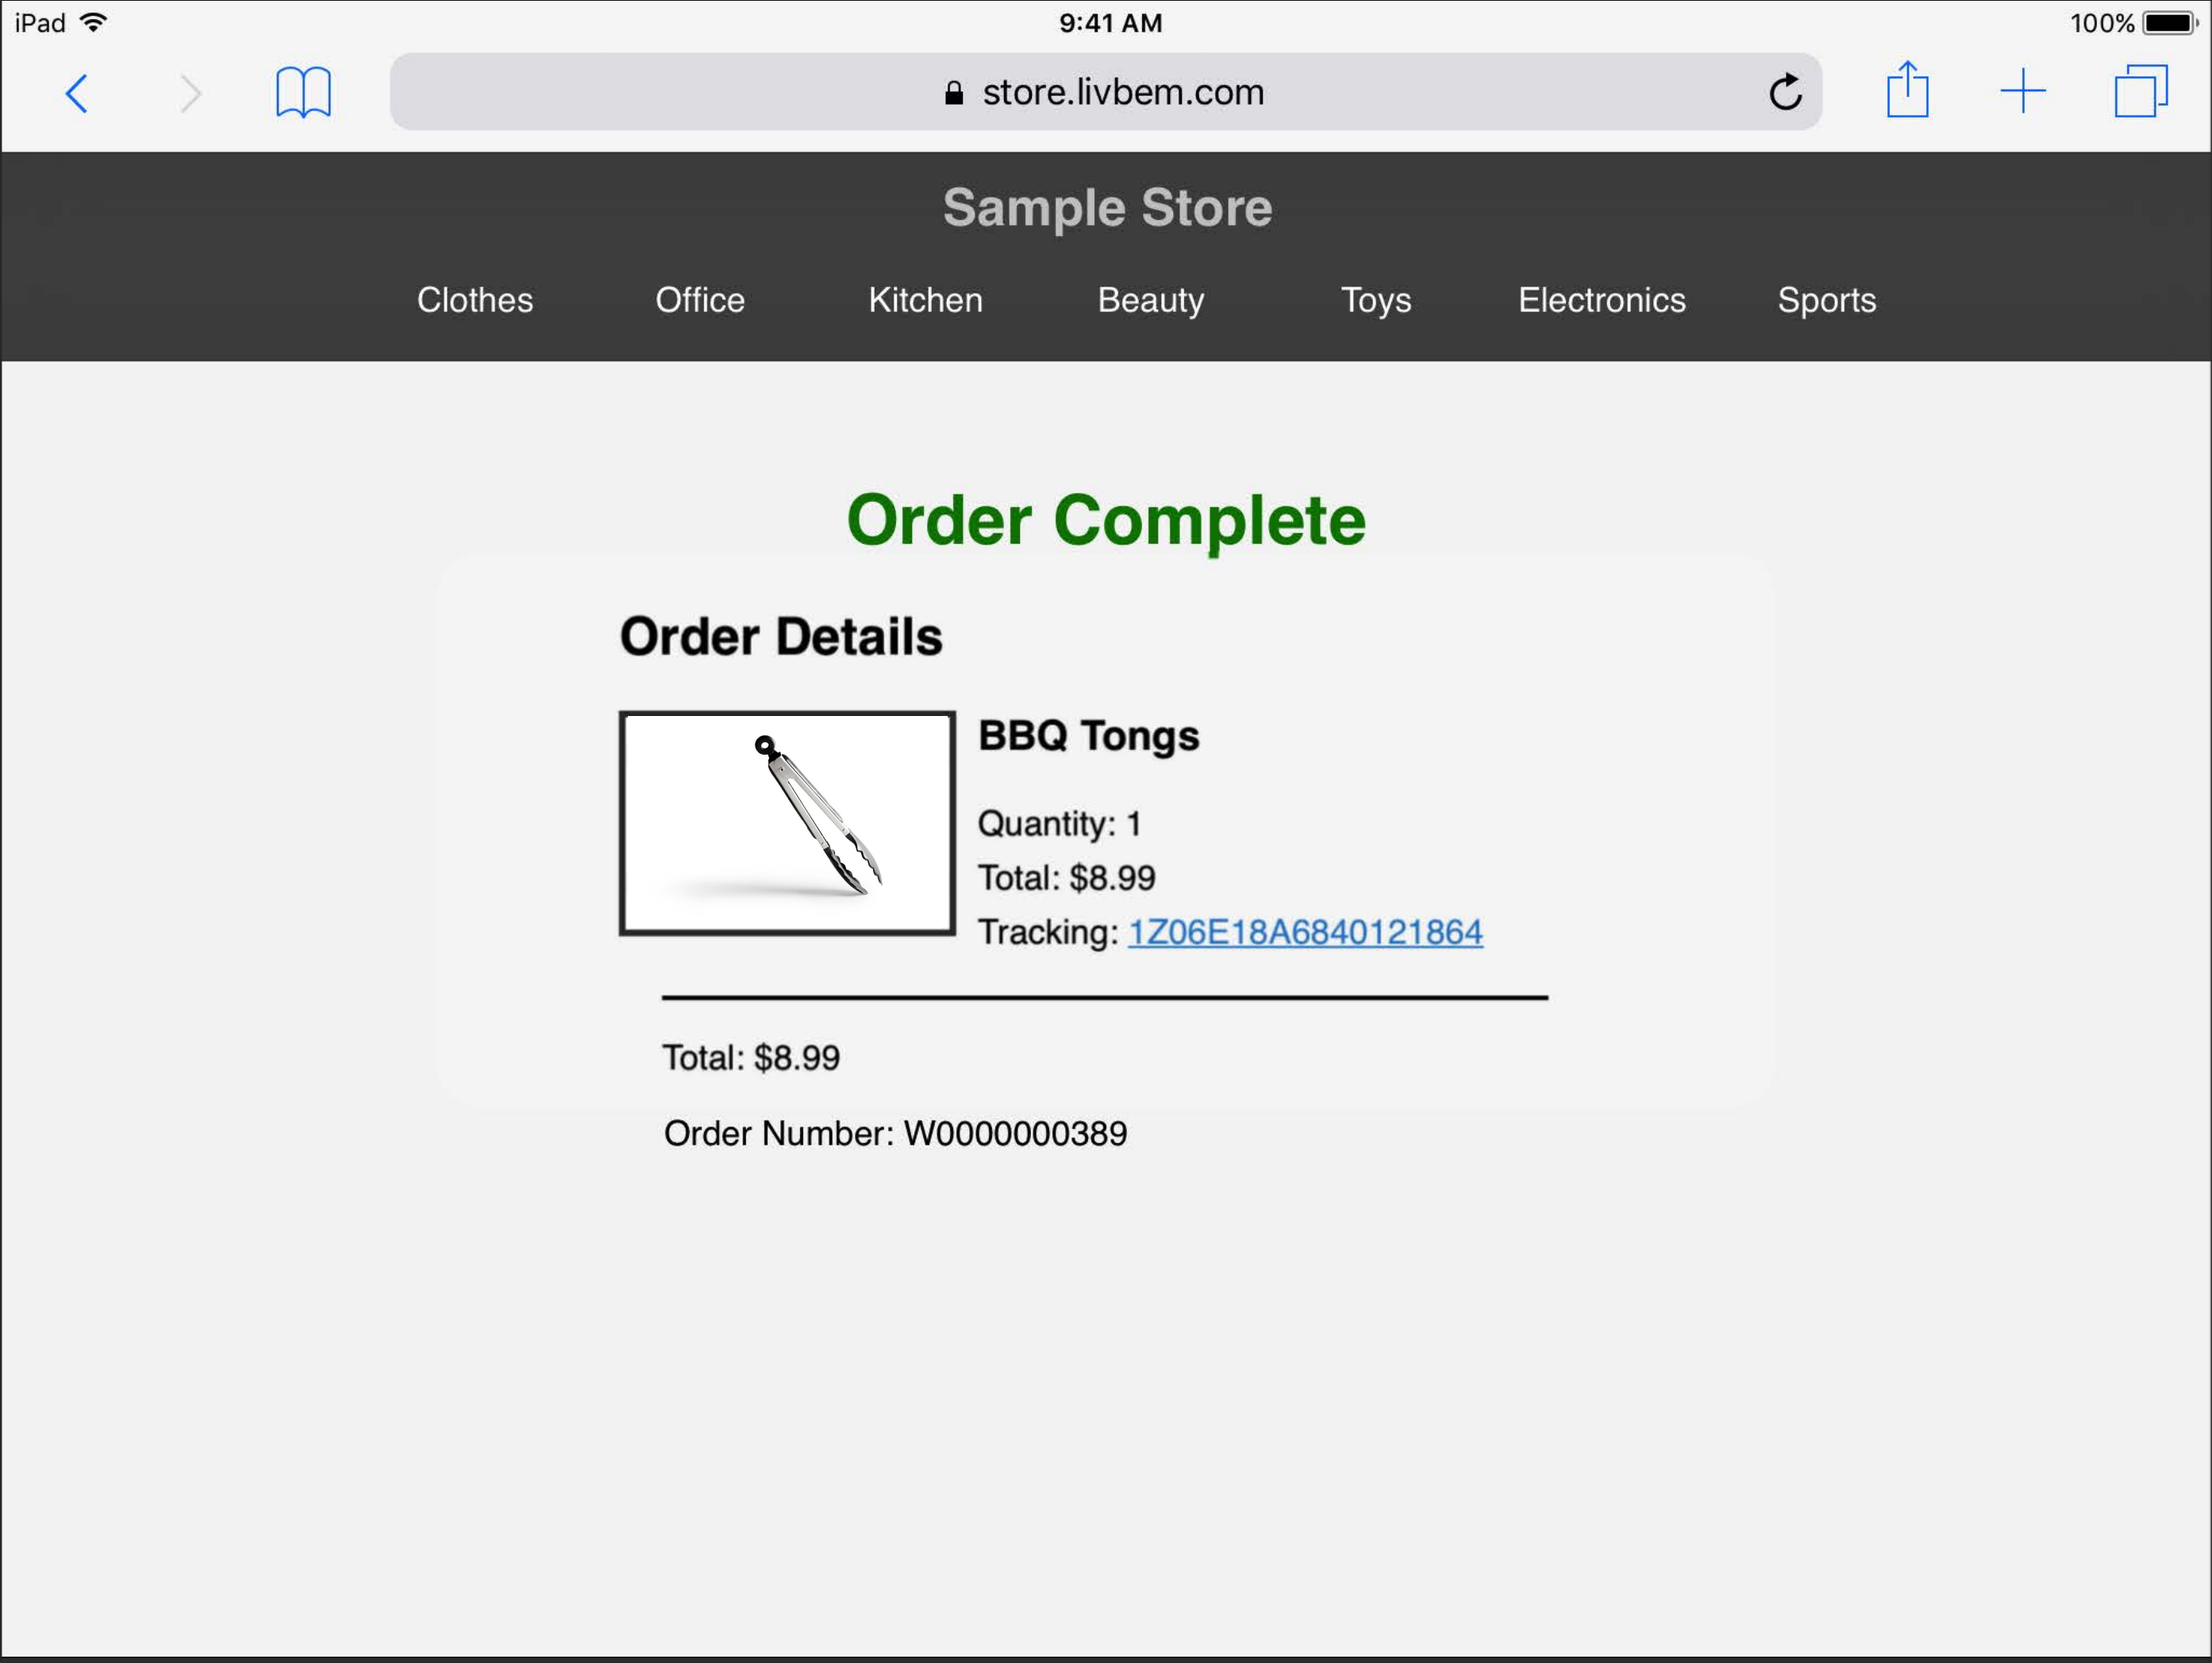 iPad 9:41 AM 100%
store.livbem.com
Sample Store
Clothes Office Kitchen Beauty Toys Electronics Sports
Order Complete
Order Details
BBQ Tongs
Quantity: 1
Total: $8.99
Tracking: 1Z06E18A6840121864
Total: $8.99
Order Number: W0000000389